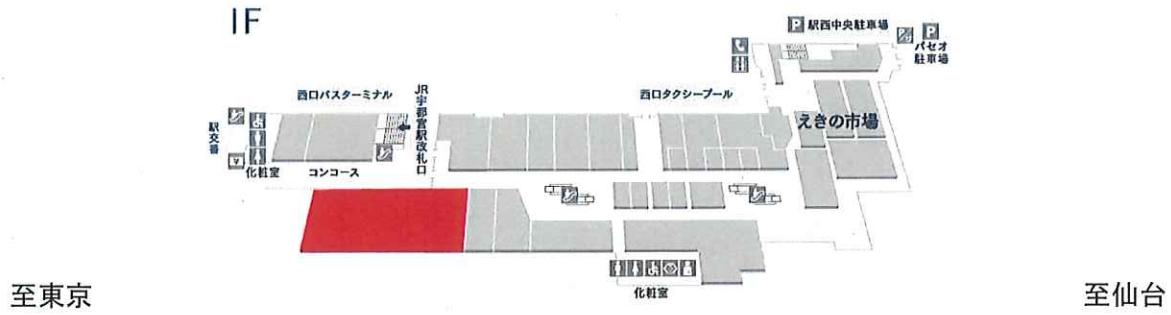 1F
P 駅西中央駐車場
P
パセオ
駐車場
西口バスターミナル
JR宇都宮駅改札口
西口タクシープール
えきの市場
駅交番
化粧室
コンコース
化粧室
至東京
至仙台